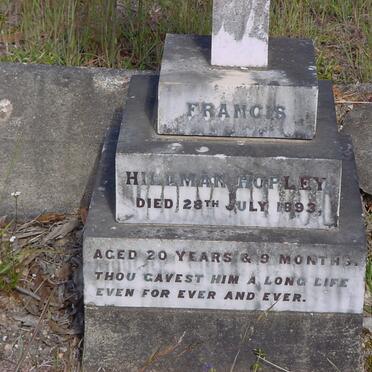 FRANCIS
HILLMAN HOPLEY
DIED 28TH JULY 1893.
AGED 20 YEARS & 9 MONTHS.
THOU GAVEST HIM A LONG LIFE
EVEN FOR EVER AND EVER.